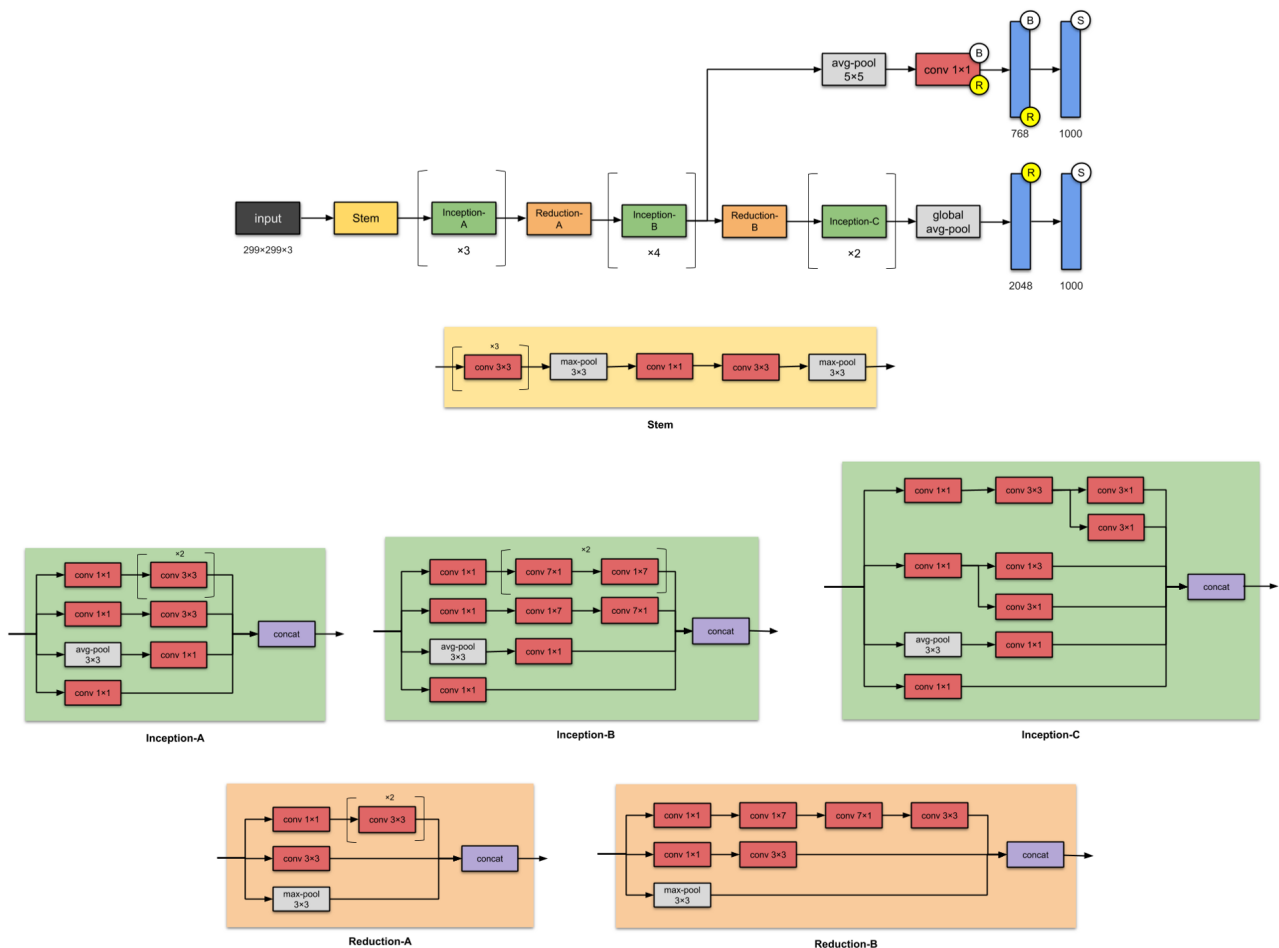 avg-pool
5×5
conv 1×1
B
R
B
R
768
S
1000
input
299×299×3
Stem
Inception-
A
×3
Reduction-
A
Inception-
B
×4
Reduction-
B
Inception-C
×2
global
avg-pool
R
2048
S
1000
×3
conv 3×3
max-pool
3×3
conv 1×1
conv 3×3
max-pool
3×3
Stem
×2
conv 1×1
conv 3×3
conv 1×1
conv 3×3
avg-pool
3×3
conv 1×1
conv 1×1
concat
Inception-A
×2
conv 1×1
conv 7×1
conv 1×7
conv 1×1
conv 1×7
conv 7×1
avg-pool
3×3
conv 1×1
conv 1×1
concat
Inception-B
conv 1×1
conv 3×3
conv 3×1
conv 3×1
conv 1×1
conv 1×3
conv 3×1
avg-pool
3×3
conv 1×1
conv 1×1
concat
Inception-C
×2
conv 1×1
conv 3×3
conv 3×3
max-pool
3×3
concat
Reduction-A
conv 1×1
conv 1×7
conv 7×1
conv 3×3
conv 1×1
conv 3×3
max-pool
3×3
concat
Reduction-B